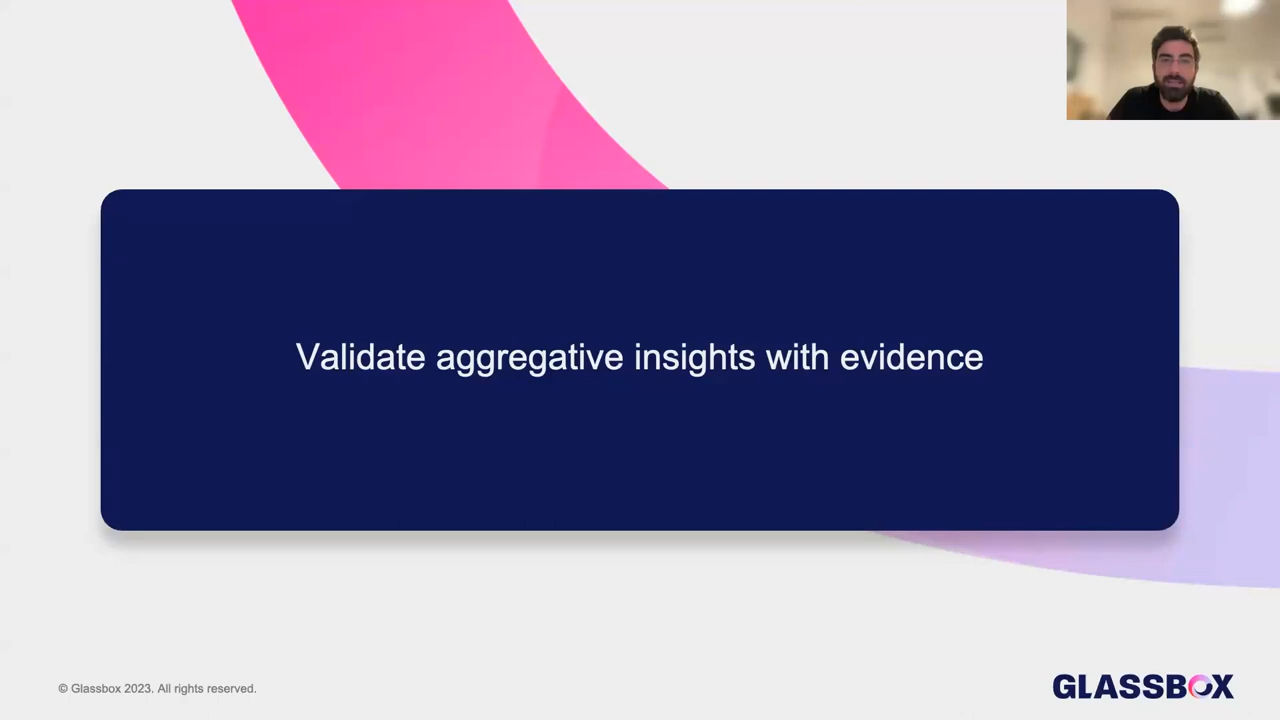 Validate aggregative insights with evidence
© Glassbox 2023. All rights reserved.
GLASSBOX